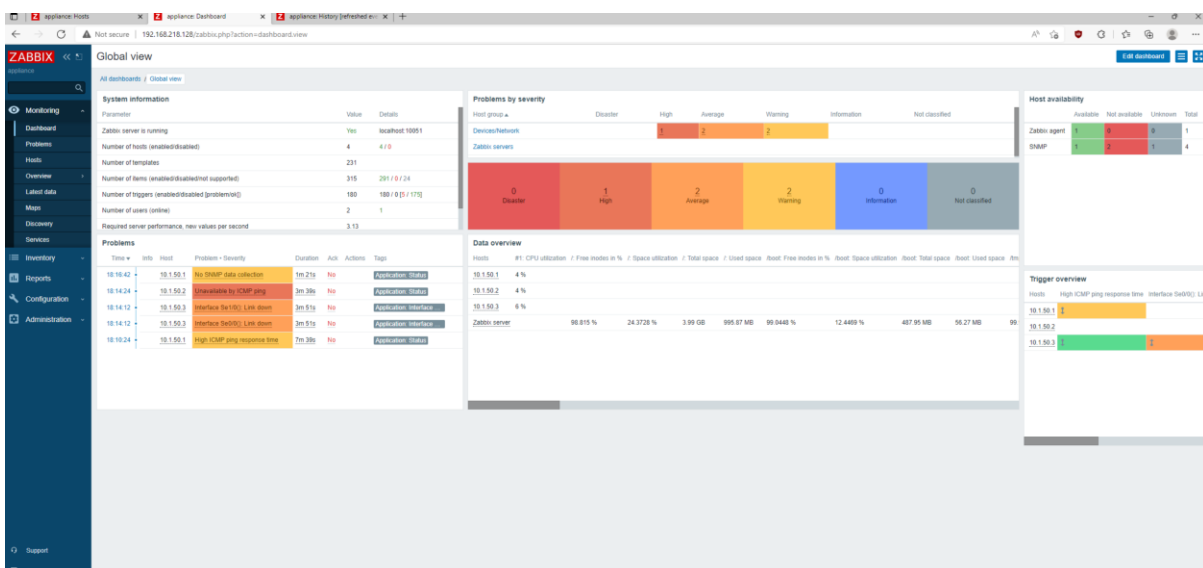 appliance: Hosts
appliance: Dashboard
appliance: History [refreshed eve
Not secure | 192.168.218.128/zabbix.php?action=dashboard.view
ZABBIX
appliance
Monitoring
Dashboard
Problems
Hosts
Overview
Latest data
Maps
Discovery
Services
Inventory
Reports
Configuration
Administration
Support
Global view
Edit dashboard
All dashboards / Global view
System information
Parameter Value Details
Zabbix server is running Yes localhost:10051
Number of hosts (enabled/disabled) 4 4 / 0
Number of templates 231
Number of items (enabled/disabled/not supported) 315 291 / 0 / 24
Number of triggers (enabled/disabled [problem/ok]) 180 180 / 0 [5 / 175]
Number of users (online) 2 1
Required server performance, new values per second 3.13
Problems by severity
Host group Disaster High Average Warning Information Not classified
Devices/Network 1 2 2
Zabbix servers
0 Disaster
1 High
2 Average
2 Warning
0 Information
0 Not classified
Host availability
Available Not available Unknown Total
Zabbix agent 1 0 0 1
SNMP 1 2 1 4
Problems
Time Info Host Problem • Severity Duration Ack Actions Tags
18:16:42 10.1.50.1 No SNMP data collection 1m 21s No Application: Status
18:14:24 10.1.50.2 Unavailable by ICMP ping 3m 39s No Application: Status
18:14:12 10.1.50.3 Interface Se1/0(): Link down 3m 51s No Application: Interface ...
18:14:12 10.1.50.3 Interface Se0/0(): Link down 3m 51s No Application: Interface ...
18:10:24 10.1.50.1 High ICMP ping response time 7m 39s No Application: Status
Data overview
Hosts #1: CPU utilization /: Free inodes in % /: Space utilization /: Total space /: Used space /boot: Free inodes in % /boot: Space utilization /boot: Total space /boot: Used space
10.1.50.1 4 %
10.1.50.2 4 %
10.1.50.3 6 %
Zabbix server 98.815 % 24.3728 % 3.99 GB 995.87 MB 99.0448 % 12.4469 % 487.95 MB 56.27 MB 99.
Trigger overview
Hosts High ICMP ping response time Interface Se0/0(): Li
10.1.50.1
10.1.50.2
10.1.50.3